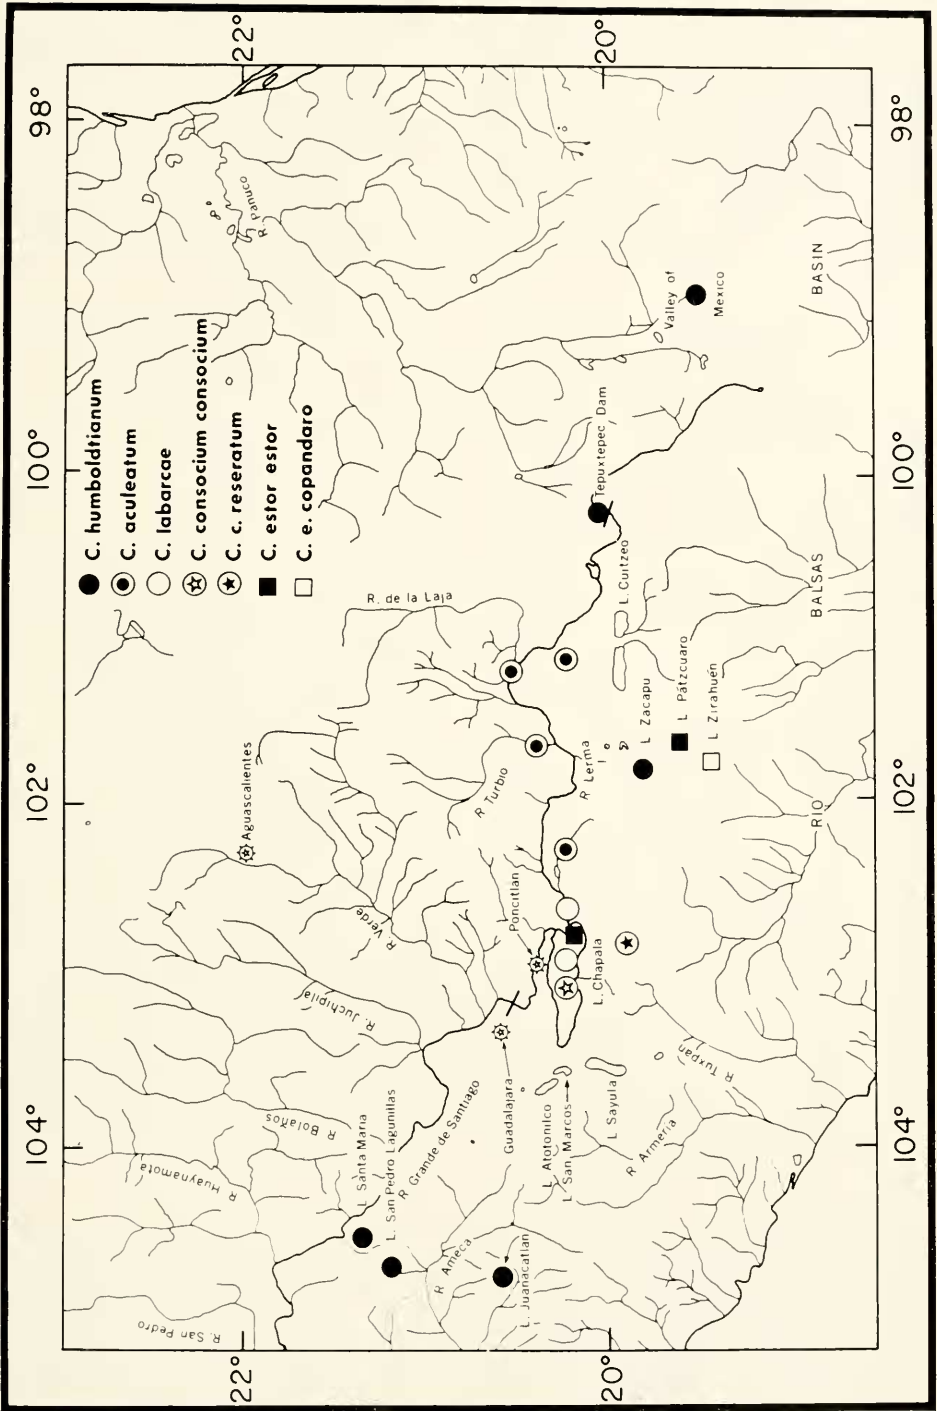 104°
102°
100°
98°
22°
22°
20°
20°
104°
102°
100°
98°
C. humboldtianum
C. aculeatum
C. labarcae
C. consocium consocium
C. c. reseratum
C. estor estor
C. e. copandaro
R. San Pedro
R Huaynamota
R Bolaños
R. Juchipila
R. Verde
Aguascalientes
R. Panuco
L Santa Maria
L. San Pedro Lagunillas
R Grande de Santiago
R Ameca
L. Juanacatlan
Guadalajara
Poncitlan
R Turbio
R. de la Laja
R Lerma
L Atotonilco
L San Marcos
L Sayula
L. Chapala
R Armeria
R Tuxpan
L Zacapu
L Pátzcuaro
L Zirahuén
L. Cuitzeo
Tepuxtepec Dam
Valley of
Mexico
RIO
BALSAS
BASIN